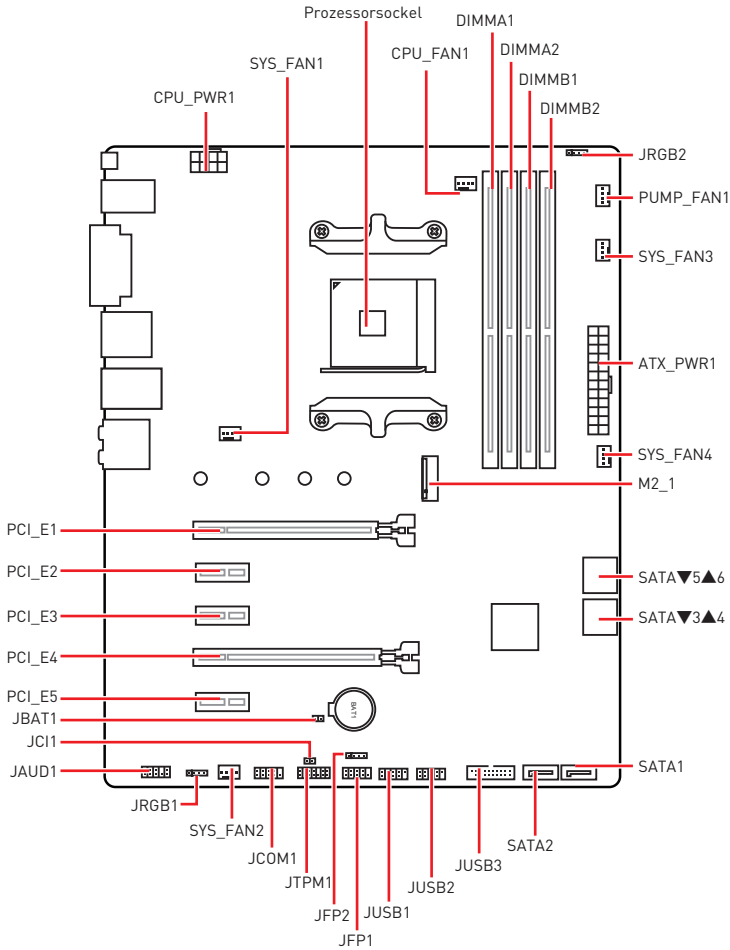 Prozessorsockel
DIMMA1
DIMMA2
CPU_FAN1
SYS_FAN1
DIMMB1
CPU_PWR1
DIMMB2
JRGB2
PUMP_FAN1
SYS_FAN3
ATX_PWR1
SYS_FAN4
M2_1
PCI_E1
PCI_E2
SATA▼5▲6
PCI_E3
SATA▼3▲4
PCI_E4
PCI_E5
BAT1
JBAT1
JCI1
JAUD1
SATA1
JRGB1
SYS_FAN2
SATA2
JCOM1
JUSB3
JTPM1
JUSB2
JFP2
JUSB1
JFP1